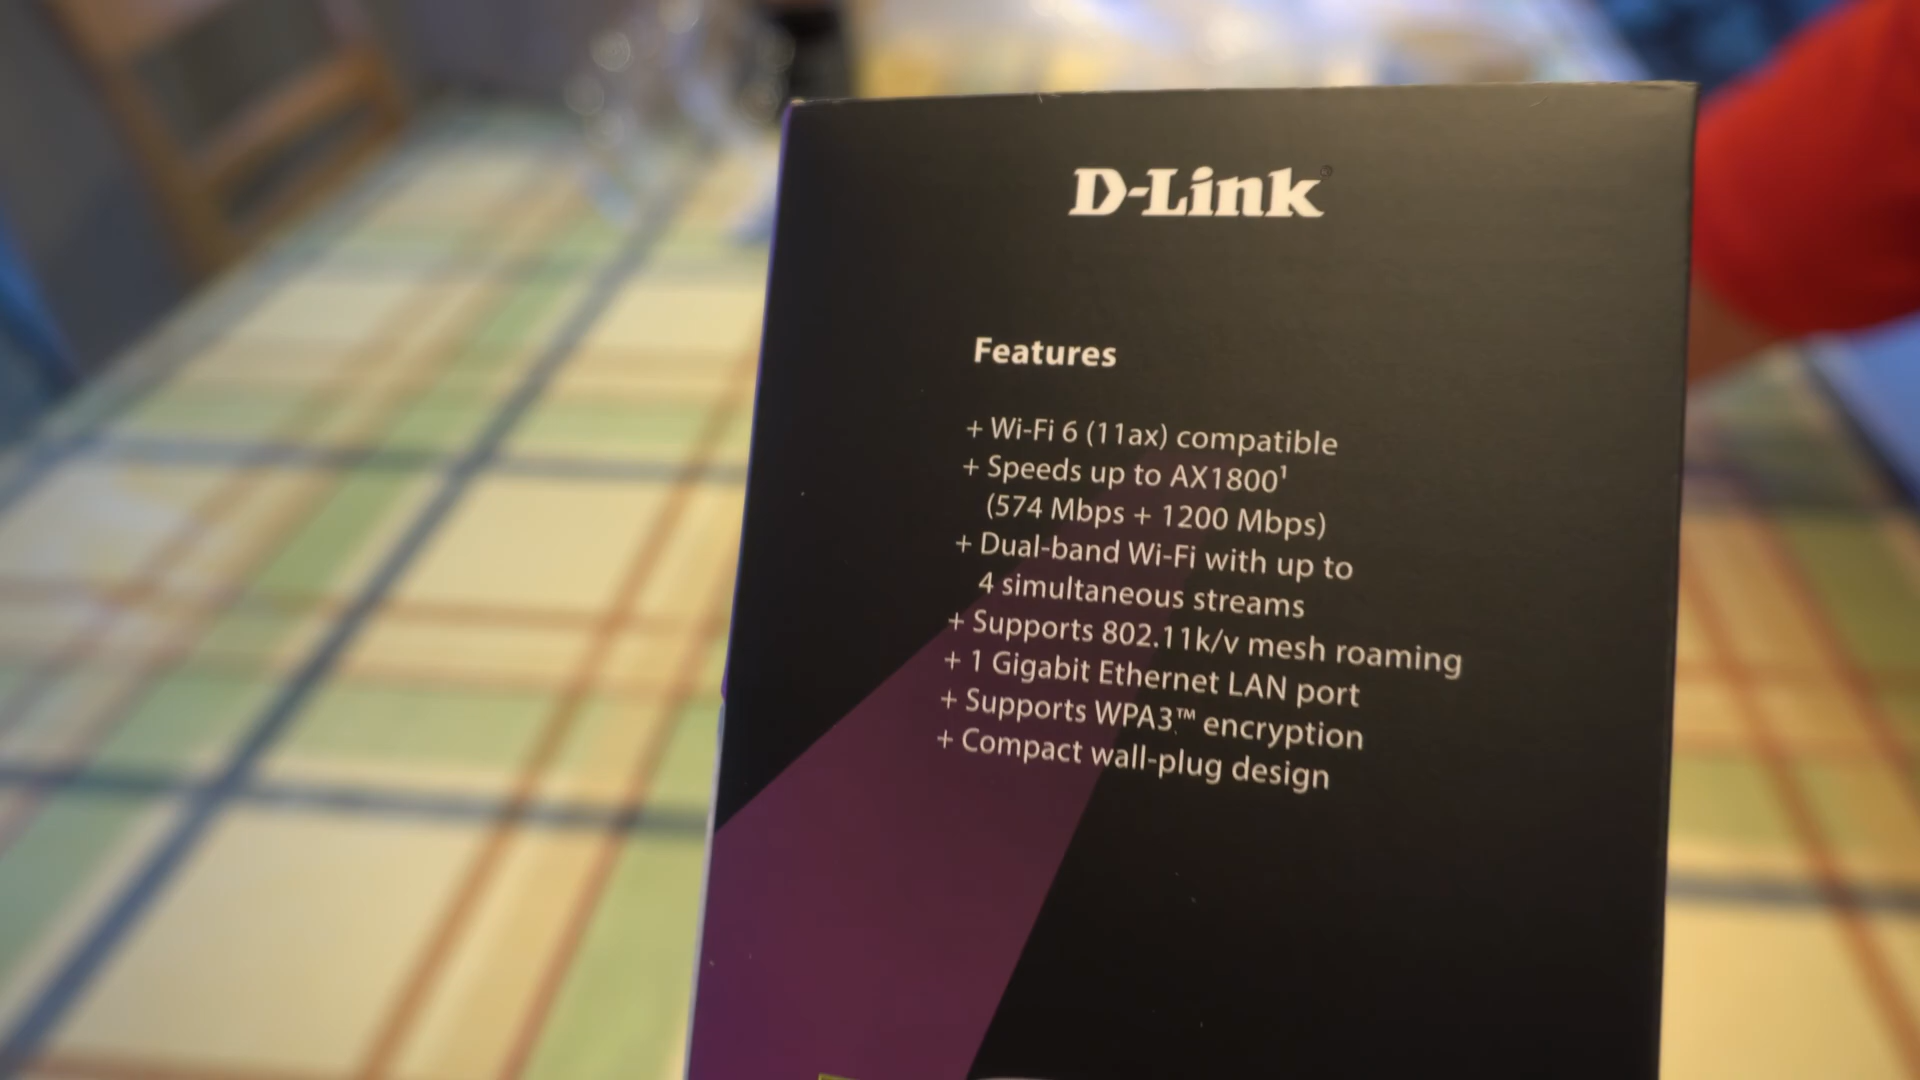 D-Link®
Features
+ Wi-Fi 6 (11ax) compatible
+ Speeds up to AX1800¹
(574 Mbps + 1200 Mbps)
+ Dual-band Wi-Fi with up to
4 simultaneous streams
+ Supports 802.11k/v mesh roaming
+ 1 Gigabit Ethernet LAN port
+ Supports WPA3™ encryption
+ Compact wall-plug design